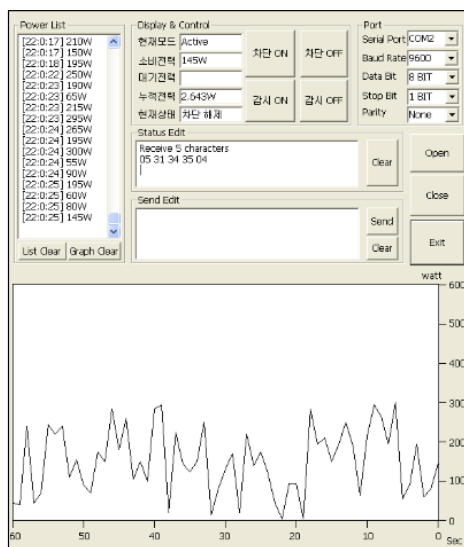 Power List
[22:0:17] 210W
[22:0:17] 150W
[22:0:18] 195W
[22:0:22] 250W
[22:0:23] 190W
[22:0:23] 65W
[22:0:23] 215W
[22:0:23] 295W
[22:0:24] 265W
[22:0:24] 195W
[22:0:24] 300W
[22:0:24] 55W
[22:0:24] 90W
[22:0:25] 195W
[22:0:25] 60W
[22:0:25] 80W
[22:0:25] 145W
List Clear Graph Clear
Display & Control
현재모드 Active
소비전력 145W
대기전력
누적전력 2.643W
현재상태 차단 해제
차단 ON 차단 OFF
감시 ON 감시 OFF
Port
Serial Port COM2
Baud Rate 9600
Data Bit 8 BIT
Stop Bit 1 BIT
Parity None
Status Edit
Receive 5 characters
05 31 34 35 04
Clear
Send Edit
Send
Clear
Open
Close
Exit
watt
600
500
400
300
200
100
0
60 50 40 30 20 10 0 Sec